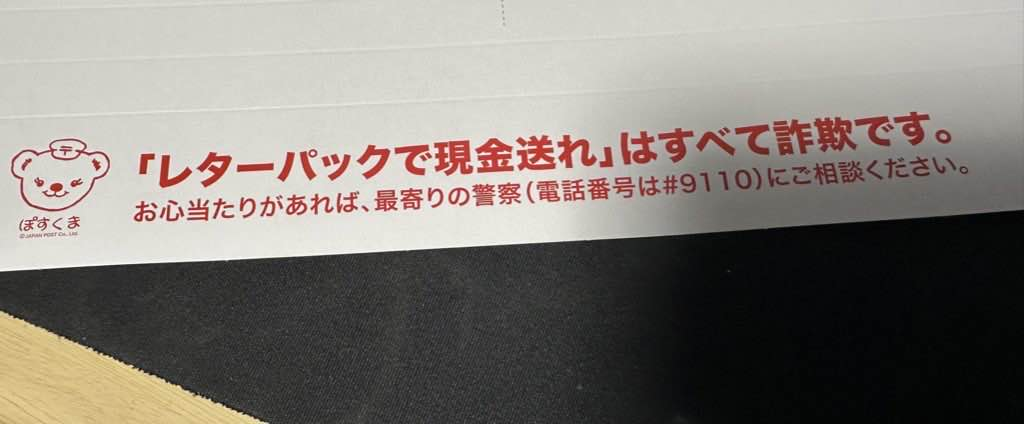 「レターパックで現金送れ」はすべて詐欺です。
お心当たりがあれば、最寄りの警察(電話番号は#9110)にご相談ください。
〒
ぽすくま
© JAPAN POST Co., Ltd.